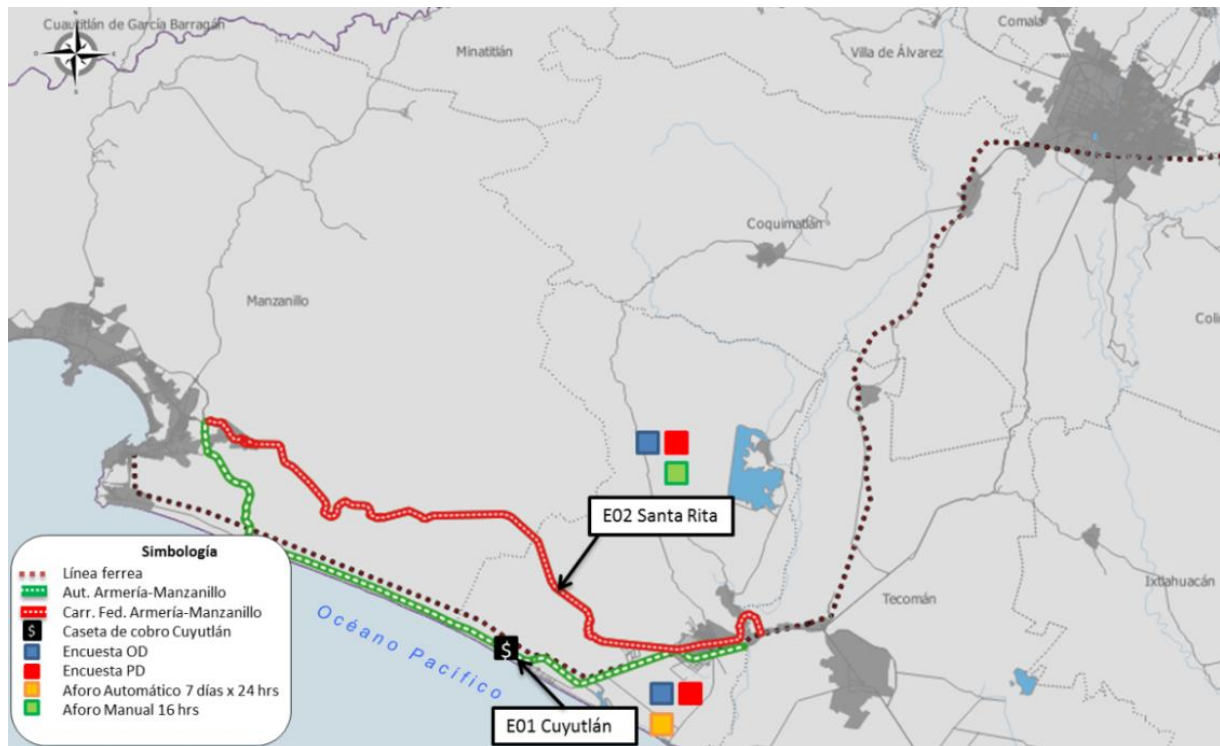 Cuautitlán de García Barragán
Minatitlán
Comala
Villa de Álvarez
Coquimatlán
Manzanillo
Coli
E02 Santa Rita
Simbología
Línea ferrea
Aut. Armería-Manzanillo
Carr. Fed. Armería-Manzanillo
$ Caseta de cobro Cuyutlán
Encuesta OD
Encuesta PD
Aforo Automático 7 días x 24 hrs
Aforo Manual 16 hrs
Ixtlahuacán
Tecomán
Océano Pacífico
$
E01 Cuyutlán